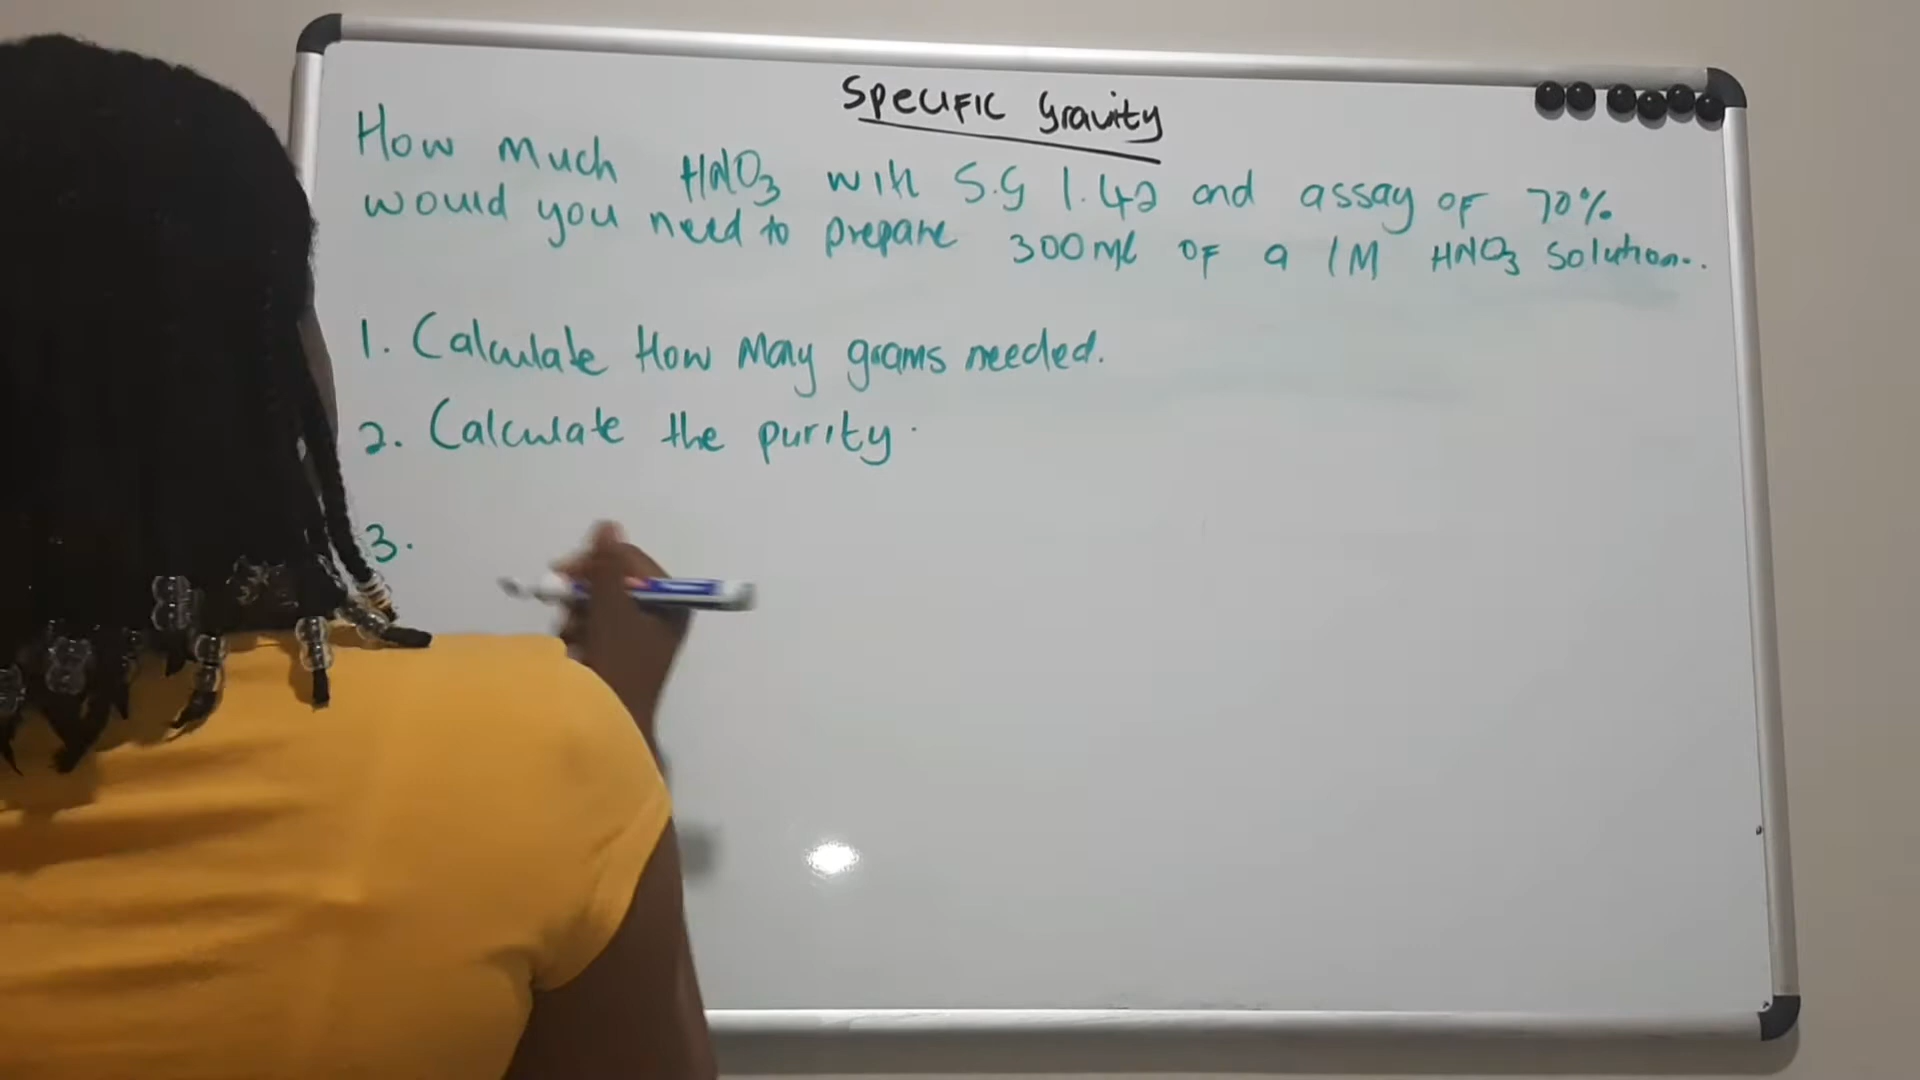 Specific Gravity
How much HNO3 with S.G 1.42 and assay of 70%
would you need to prepare 300ml of a 1M HNO3 solution..
1. Calculate How Many grams needed.
2. Calculate the purity.
3.